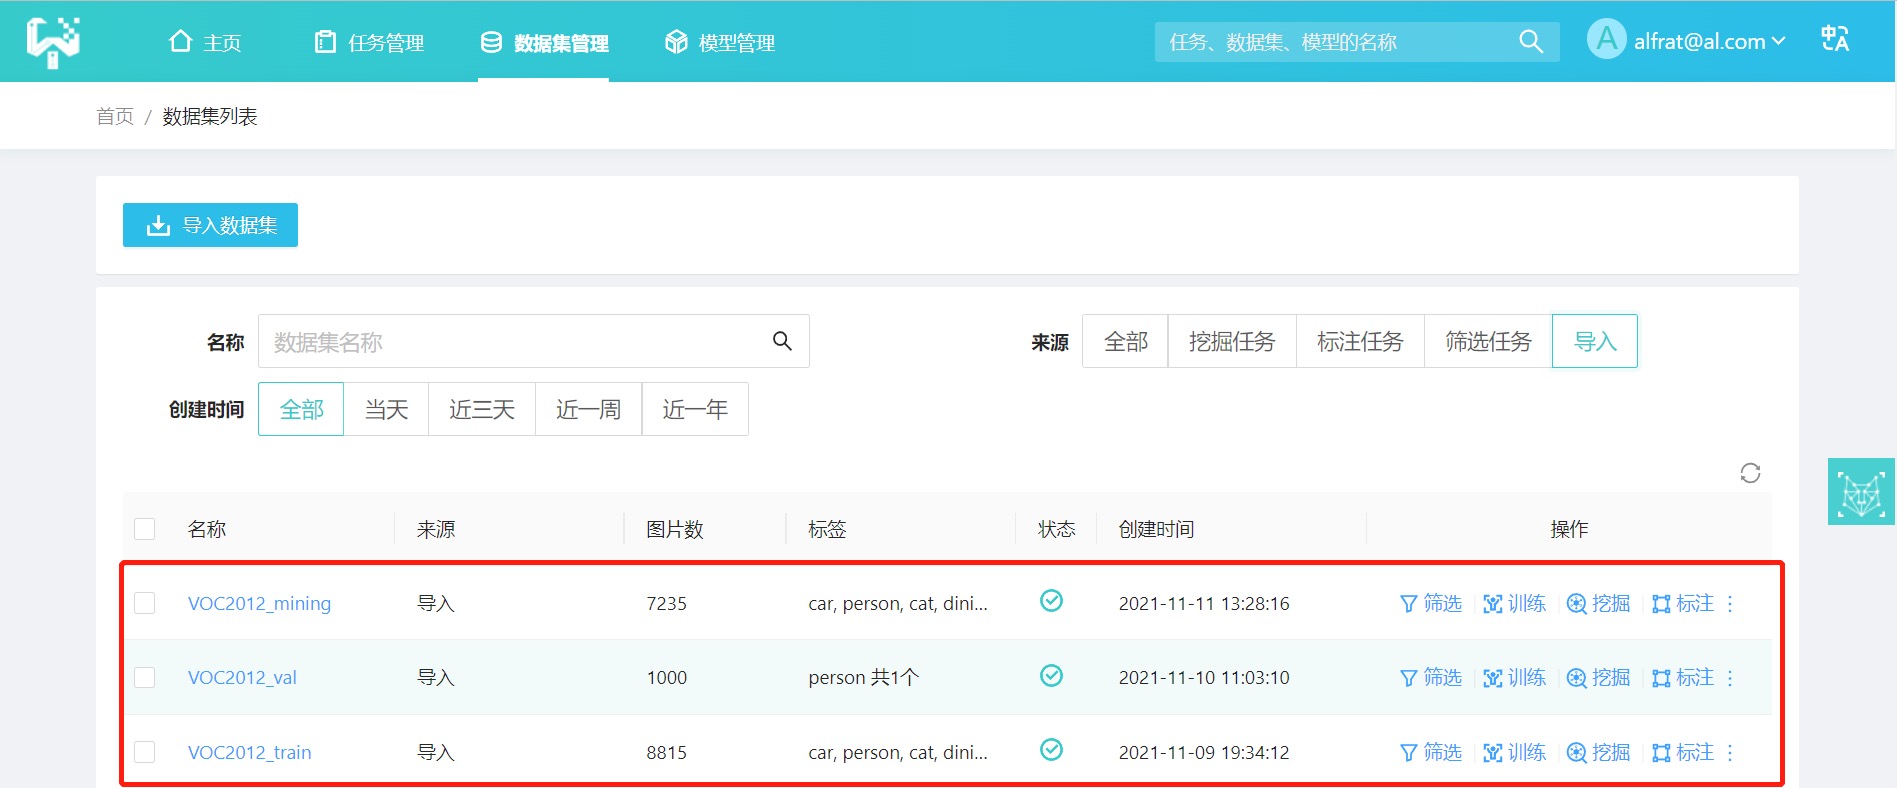 主页 任务管理 数据集管理 模型管理 任务、数据集、模型的名称 A alfrat@al.com 中A
首页 / 数据集列表
导入数据集
名称 数据集名称 来源 全部 挖掘任务 标注任务 筛选任务 导入
创建时间 全部 当天 近三天 近一周 近一年
名称 来源 图片数 标签 状态 创建时间 操作
VOC2012_mining 导入 7235 car, person, cat, dini... 2021-11-11 13:28:16 筛选 训练 挖掘 标注
VOC2012_val 导入 1000 person 共1个 2021-11-10 11:03:10 筛选 训练 挖掘 标注
VOC2012_train 导入 8815 car, person, cat, dini... 2021-11-09 19:34:12 筛选 训练 挖掘 标注